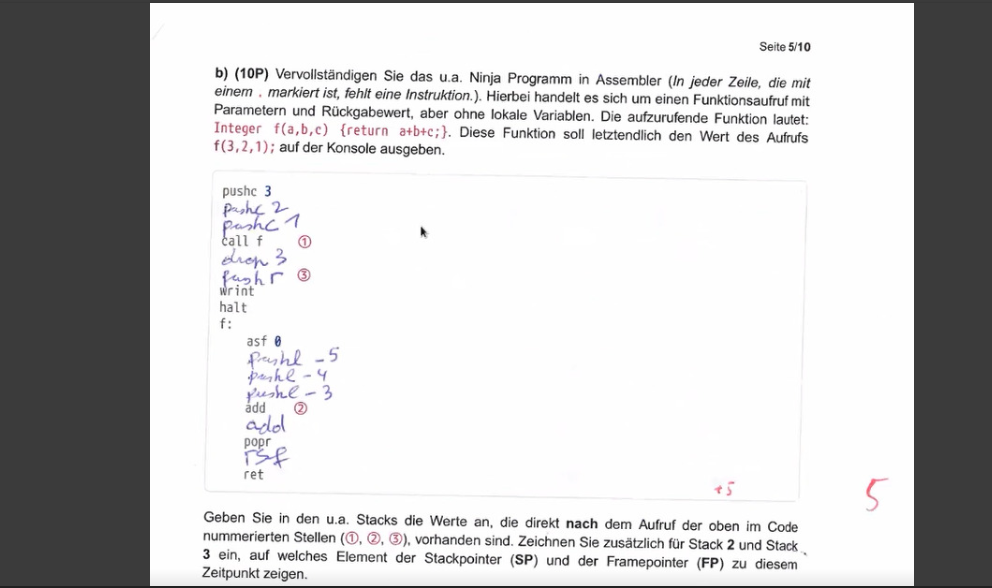 Seite 5/10
b) (10P) Vervollständigen Sie das u.a. Ninja Programm in Assembler (In jeder Zeile, die mit
einem . markiert ist, fehlt eine Instruktion.). Hierbei handelt es sich um einen Funktionsaufruf mit
Parametern und Rückgabewert, aber ohne lokale Variablen. Die aufzurufende Funktion lautet:
Integer f(a,b,c) {return a+b+c;}. Diese Funktion soll letztendlich den Wert des Aufrufs
f(3,2,1); auf der Konsole ausgeben.
pushc 3
pushc 2
pushc 1
call f ①
drop 3
pushr ③
wrint
halt
f:
asf 0
pushl -5
pushl -4
pushl -3
add ②
add
popr
rsf
ret
+5
5
Geben Sie in den u.a. Stacks die Werte an, die direkt nach dem Aufruf der oben im Code
nummerierten Stellen (①, ②, ③), vorhanden sind. Zeichnen Sie zusätzlich für Stack 2 und Stack
3 ein, auf welches Element der Stackpointer (SP) und der Framepointer (FP) zu diesem
Zeitpunkt zeigen.